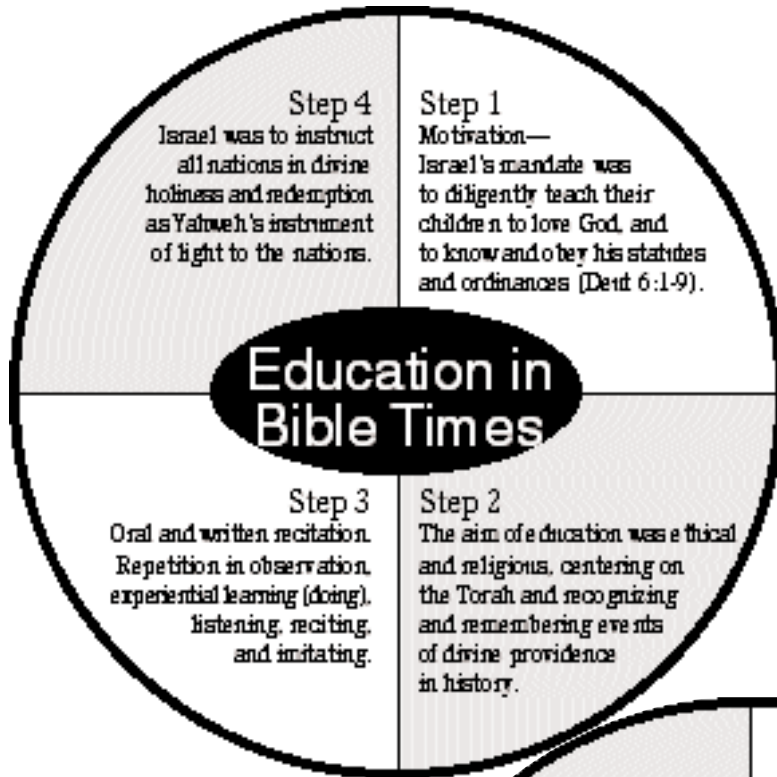 Step 4
Israel was to instruct
all nations in divine
holiness and redemption
as Yahweh's instrument
of light to the nations.
Step 1
Motivation—
Israel's mandate was
to diligently teach their
children to love God, and
to know and obey his statutes
and ordinances (Deut 6:1-9).
Education in
Bible Times
Step 3
Oral and written recitation.
Repetition in observation,
experiential learning (doing),
listening, reciting,
and imitating.
Step 2
The aim of education was ethical
and religious, centering on
the Torah and recognizing
and remembering events
of divine providence
in history.